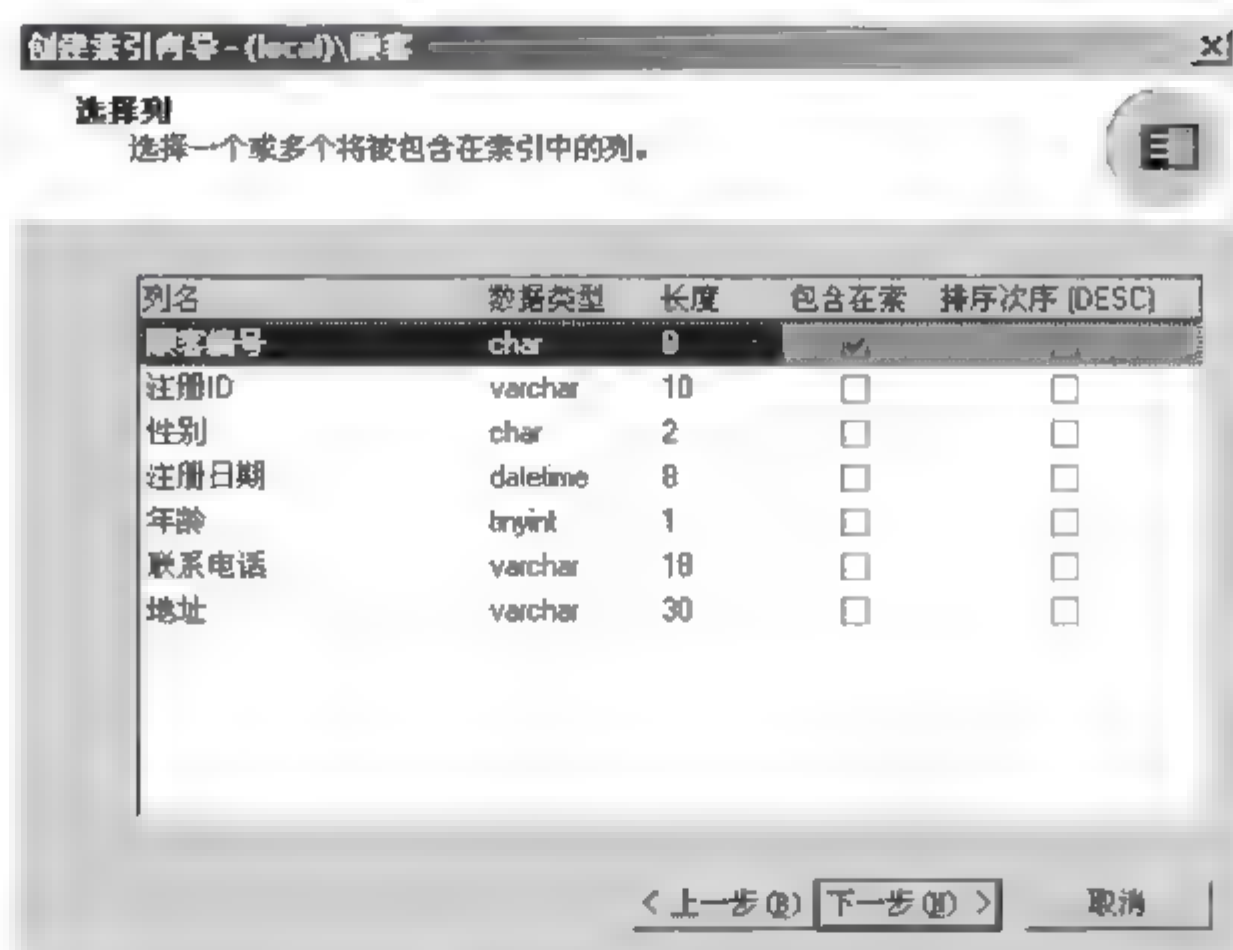 创建索引向导-(local)\顾客
选择列
选择一个或多个将被包含在索引中的列。
列名 数据类型 长度 包含在索 排序次序 (DESC)
顾客编号 char
注册ID varchar 10
性别 char 2
注册日期 datetime 8
年龄 tinyint 1
联系电话 varchar 18
地址 varchar 30
< 上一步(B) 下一步(N) > 取消